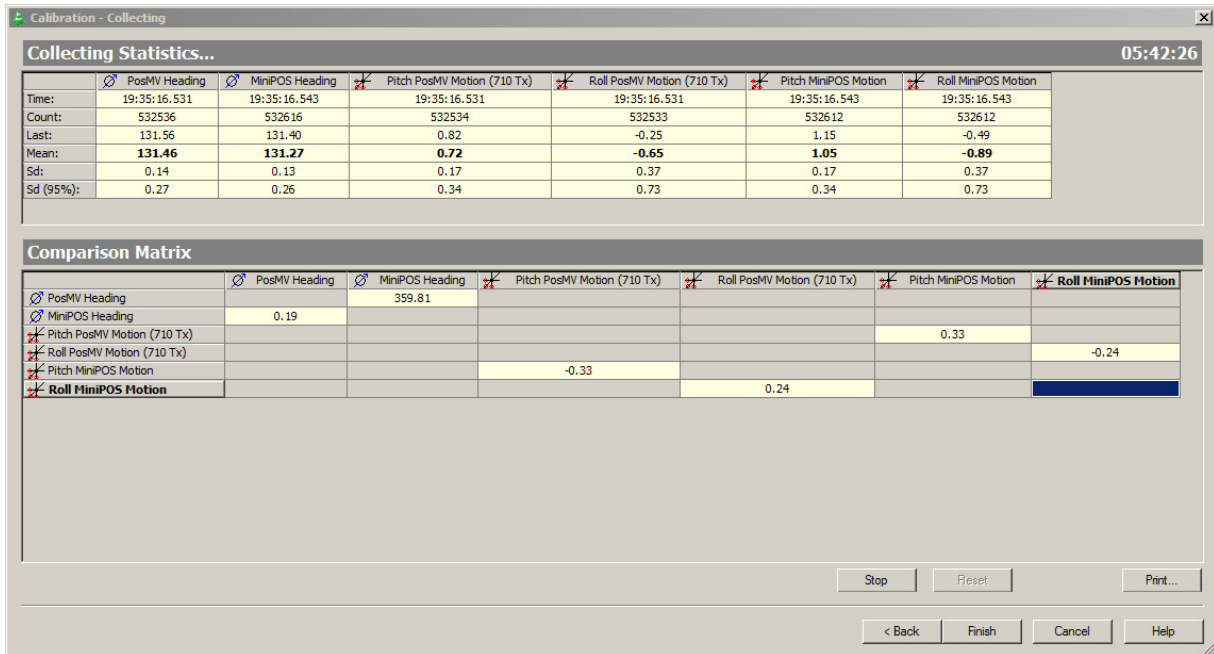 Calibration - Collecting
Collecting Statistics... 05:42:26
PosMV Heading MiniPOS Heading Pitch PosMV Motion (710 Tx) Roll PosMV Motion (710 Tx) Pitch MiniPOS Motion Roll MiniPOS Motion
Time: 19:35:16.531 19:35:16.543 19:35:16.531 19:35:16.531 19:35:16.543 19:35:16.543
Count: 532536 532616 532534 532533 532612 532612
Last: 131.56 131.40 0.82 -0.25 1.15 -0.49
Mean: 131.46 131.27 0.72 -0.65 1.05 -0.89
Sd: 0.14 0.13 0.17 0.37 0.17 0.37
Sd (95%): 0.27 0.26 0.34 0.73 0.34 0.73
Comparison Matrix
PosMV Heading MiniPOS Heading Pitch PosMV Motion (710 Tx) Roll PosMV Motion (710 Tx) Pitch MiniPOS Motion Roll MiniPOS Motion
PosMV Heading 359.81
MiniPOS Heading 0.19
Pitch PosMV Motion (710 Tx) 0.33
Roll PosMV Motion (710 Tx) -0.24
Pitch MiniPOS Motion -0.33
Roll MiniPOS Motion 0.24
Stop Reset Print...
< Back Finish Cancel Help